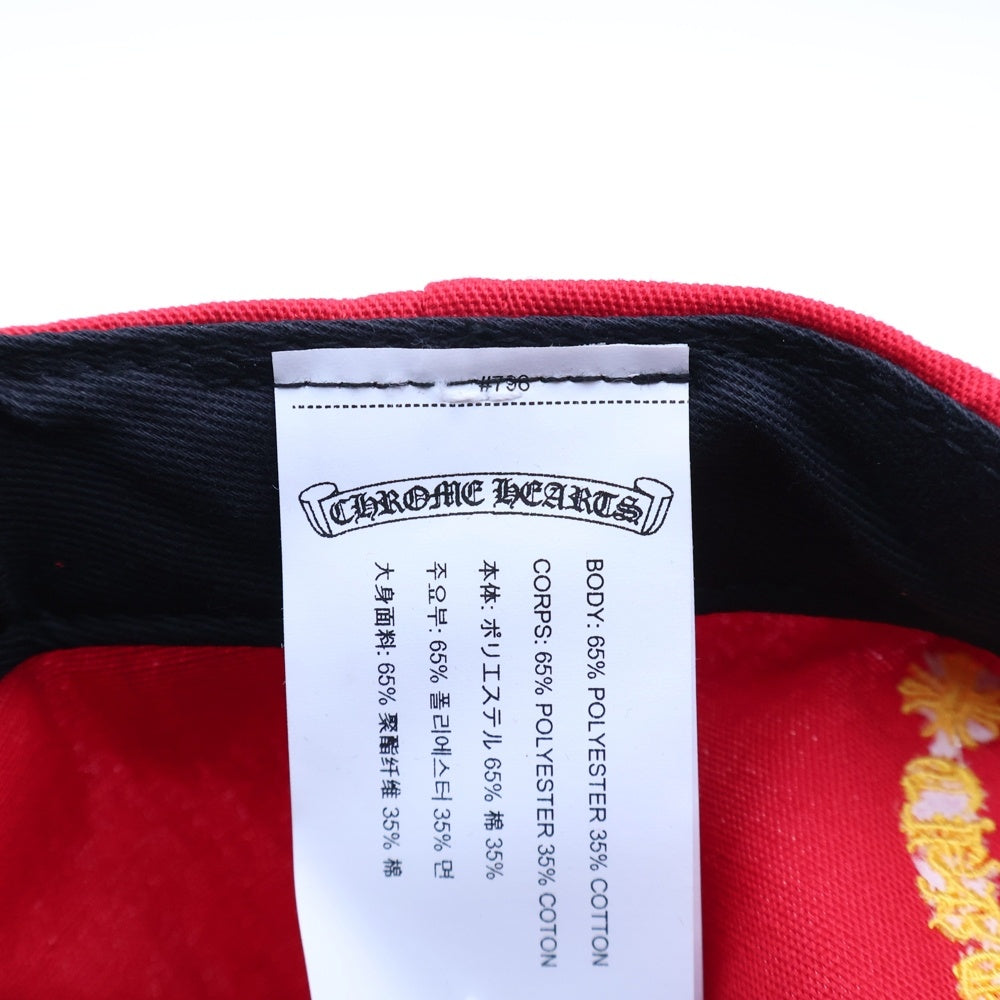 #736
CHROME HEARTS
BODY: 65% POLYESTER 35% COTTON
CORPS: 65% POLYESTER 35% COTON
本体: ポリエステル 65% 棉 35%
주요부: 65% 폴리에스터 35% 면
大身面料: 65% 聚酯纤维 35% 棉